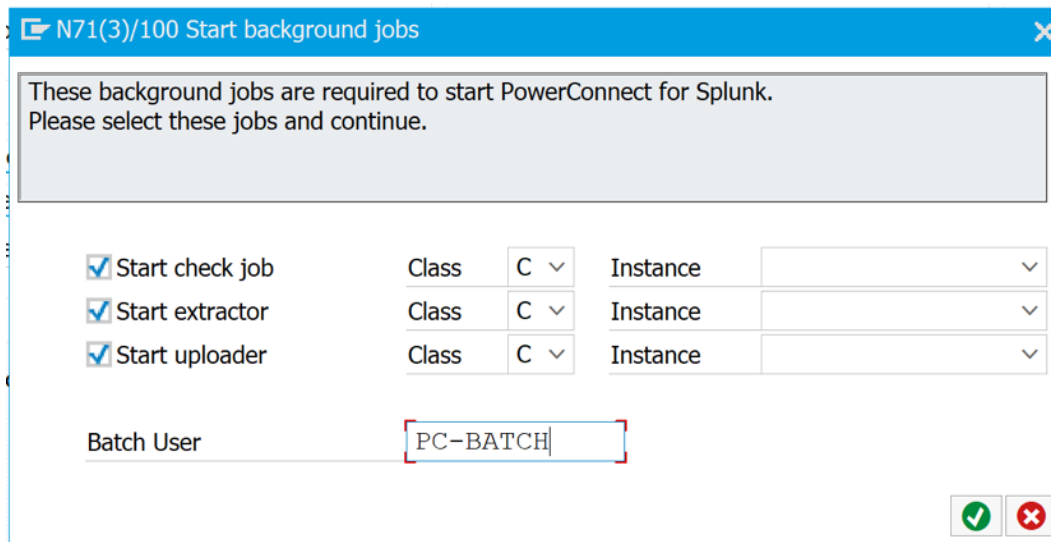 N71(3)/100 Start background jobs
These background jobs are required to start PowerConnect for Splunk.
Please select these jobs and continue.
Start check job Class C Instance
Start extractor Class C Instance
Start uploader Class C Instance
Batch User PC-BATCH